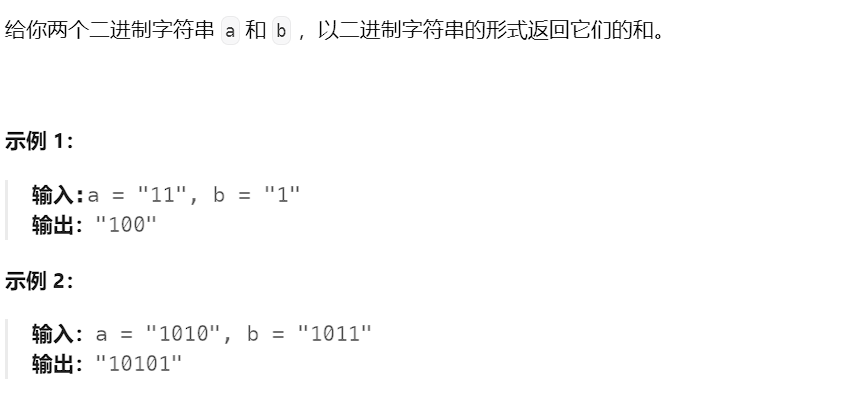 给你两个二进制字符串 a 和 b ，以二进制字符串的形式返回它们的和。
示例 1：
输入:a = "11", b = "1"
输出："100"
示例 2：
输入：a = "1010", b = "1011"
输出："10101"